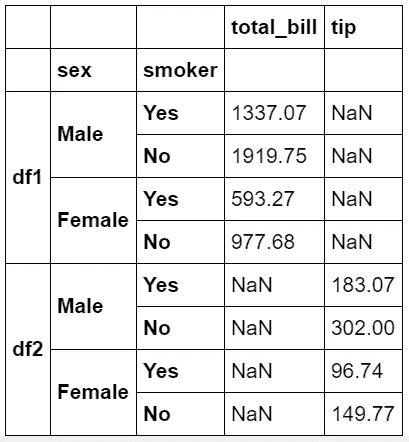 total_bill tip
sex smoker
df1 Male Yes 1337.07 NaN
No 1919.75 NaN
Female Yes 593.27 NaN
No 977.68 NaN
df2 Male Yes NaN 183.07
No NaN 302.00
Female Yes NaN 96.74
No NaN 149.77